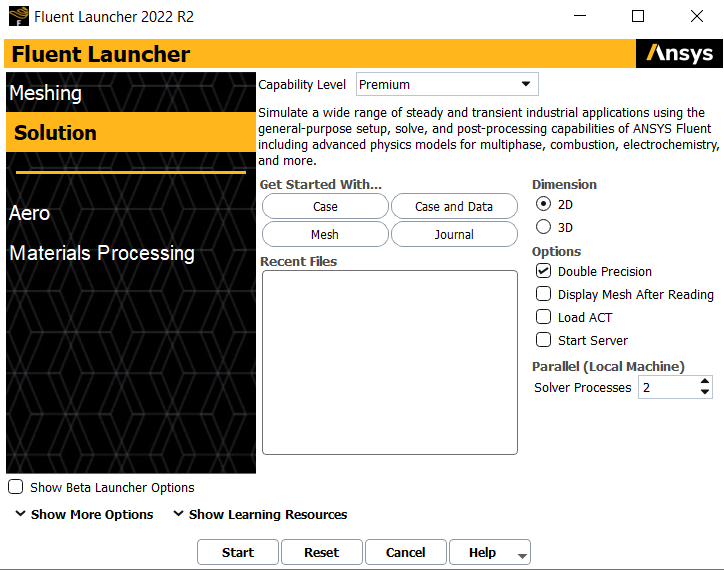 Fluent Launcher 2022 R2
Fluent Launcher
Ansys
Meshing
Solution
Aero
Materials Processing
Capability Level Premium
Simulate a wide range of steady and transient industrial applications using the
general-purpose setup, solve, and post-processing capabilities of ANSYS Fluent
including advanced physics models for multiphase, combustion, electrochemistry,
and more.
Get Started With...
Case
Case and Data
Mesh
Journal
Recent Files
Dimension
2D
3D
Options
Double Precision
Display Mesh After Reading
Load ACT
Start Server
Parallel (Local Machine)
Solver Processes 2
Show Beta Launcher Options
Show More Options
Show Learning Resources
Start
Reset
Cancel
Help